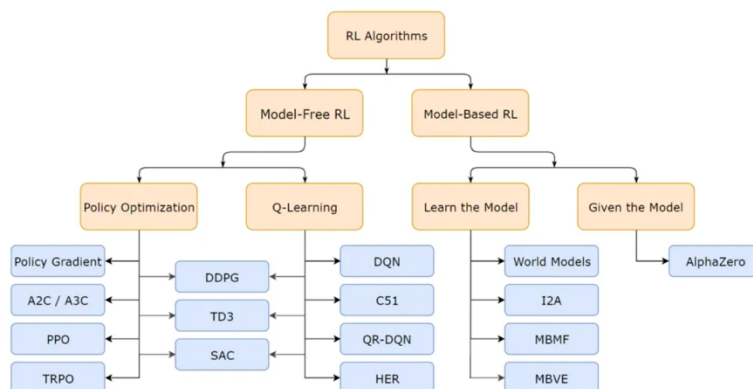 RL Algorithms
Model-Free RL
Model-Based RL
Policy Optimization
Q-Learning
Learn the Model
Given the Model
Policy Gradient
DDPG
DQN
World Models
AlphaZero
A2C / A3C
TD3
C51
I2A
PPO
SAC
QR-DQN
MBMF
TRPO
HER
MBVE